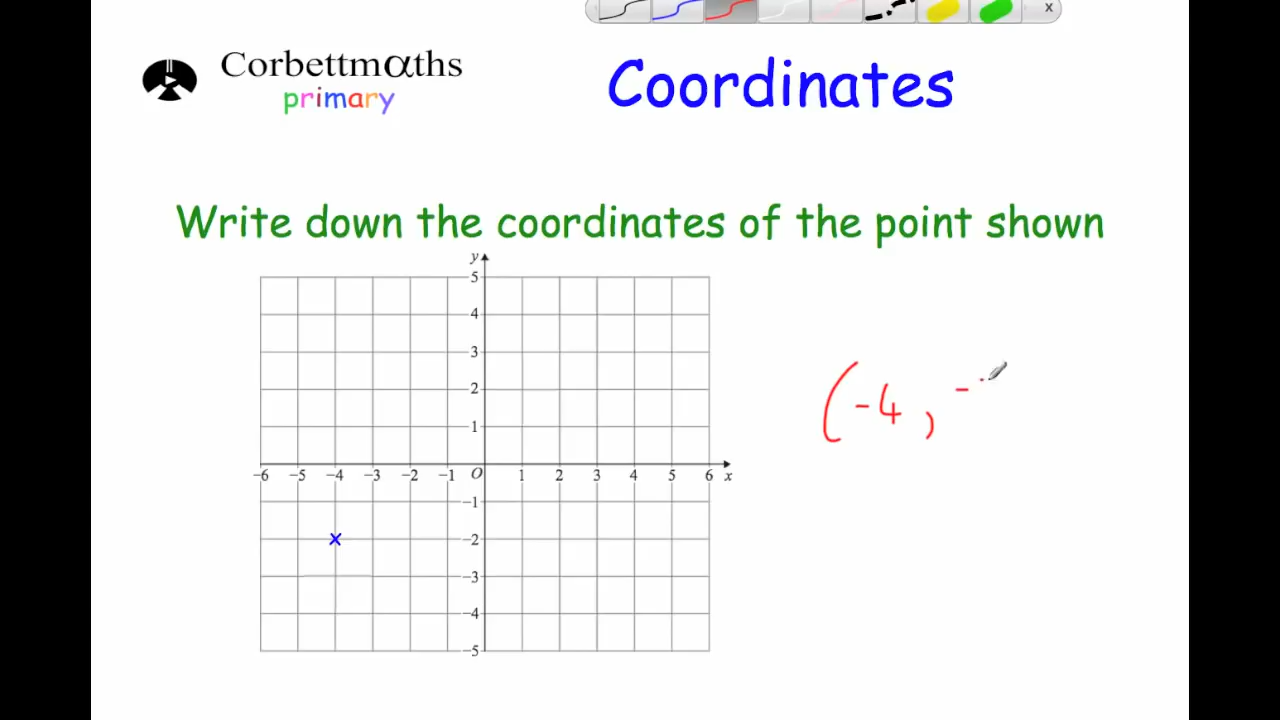 x
Corbettmαths
primary
Coordinates
Write down the coordinates of the point shown
y
5
4
3
2
1
−6 −5 −4 −3 −2 −1 O 1 2 3 4 5 6 x
−1
−2
−3
−4
−5
(-4 , -